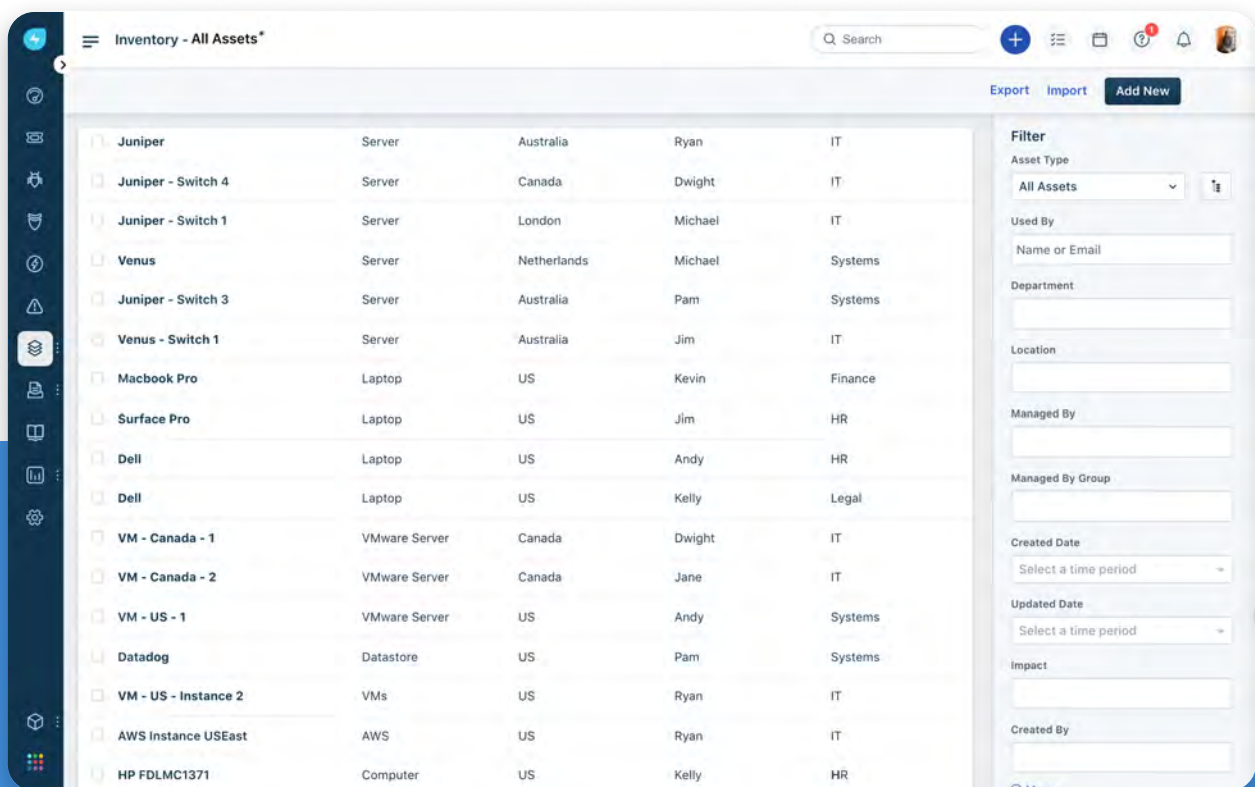 Inventory - All Assets*
Search
1
Export Import Add New
Juniper Server Australia Ryan IT
Juniper - Switch 4 Server Canada Dwight IT
Juniper - Switch 1 Server London Michael IT
Venus Server Netherlands Michael Systems
Juniper - Switch 3 Server Australia Pam Systems
Venus - Switch 1 Server Australia Jim IT
Macbook Pro Laptop US Kevin Finance
Surface Pro Laptop US Jim HR
Dell Laptop US Andy HR
Dell Laptop US Kelly Legal
VM - Canada - 1 VMware Server Canada Dwight IT
VM - Canada - 2 VMware Server Canada Jane IT
VM - US - 1 VMware Server US Andy Systems
Datadog Datastore US Pam Systems
VM - US - Instance 2 VMs US Ryan IT
AWS Instance USEast AWS US Ryan IT
HP FDLMC1371 Computer US Kelly HR
Filter
Asset Type
All Assets
Used By
Name or Email
Department
Location
Managed By
Managed By Group
Created Date
Select a time period
Updated Date
Select a time period
Impact
Created By